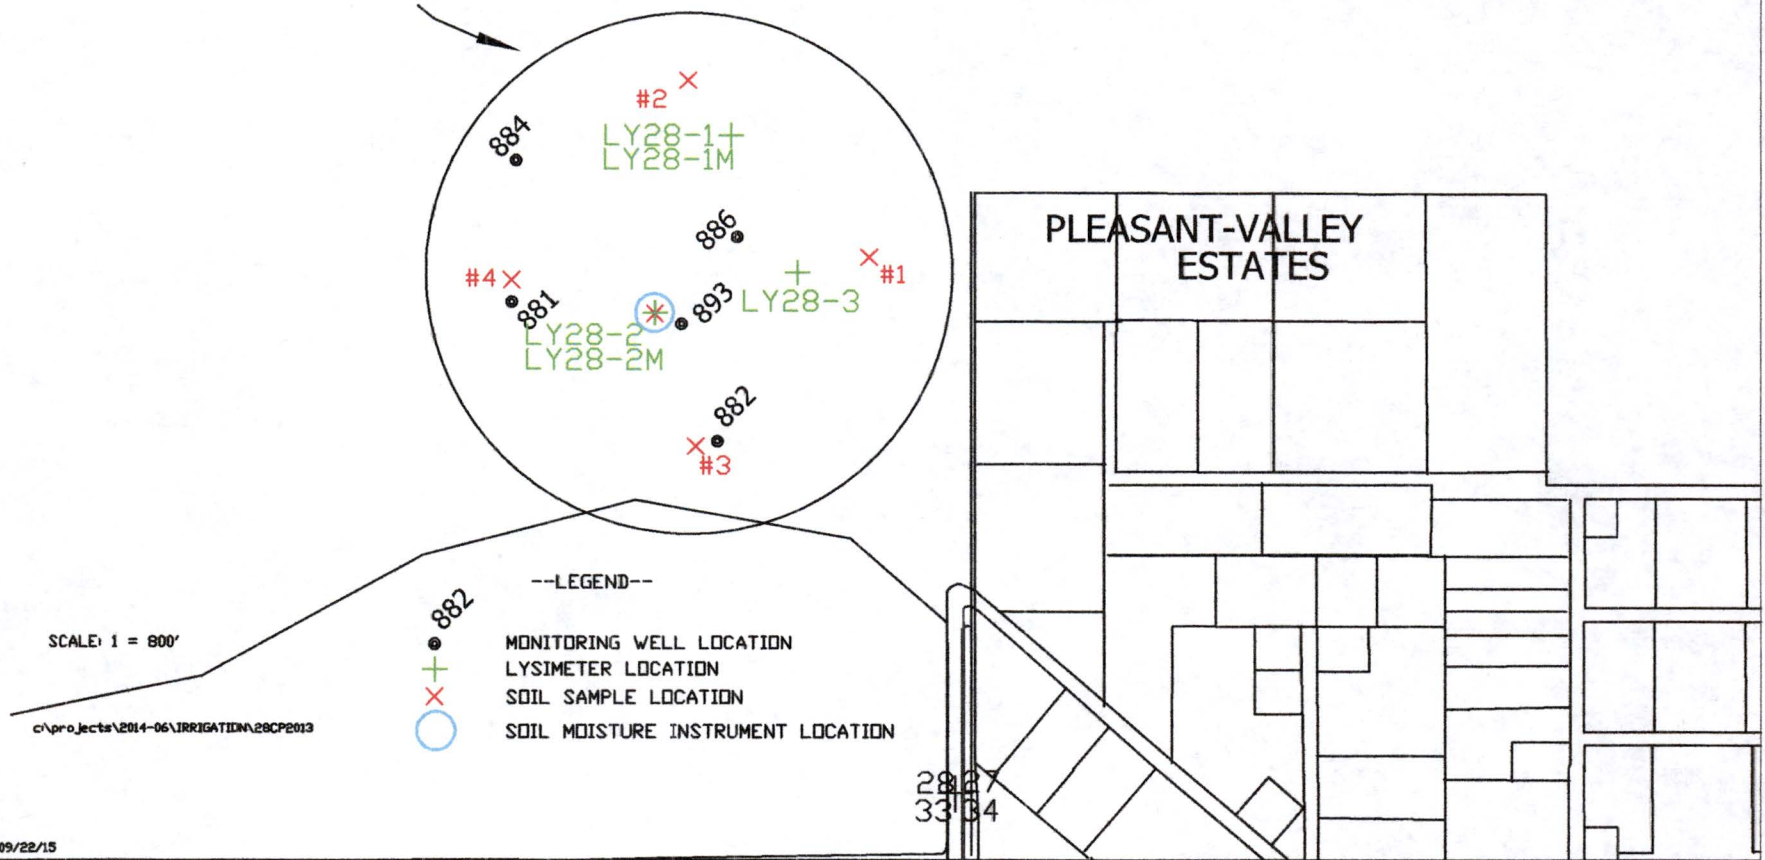 #2
884
LY28-1
LY28-1M
886
PLEASANT-VALLEY
ESTATES
#4
#1
881
893
LY28-3
LY28-2
LY28-2M
882
#3
--LEGEND--
882
SCALE: 1 = 800'
MONITORING WELL LOCATION
LYSIMETER LOCATION
SOIL SAMPLE LOCATION
c:\projects\2014-06\IRRIGATION\28CP2013
SOIL MOISTURE INSTRUMENT LOCATION
28 27
33 34
09/22/15